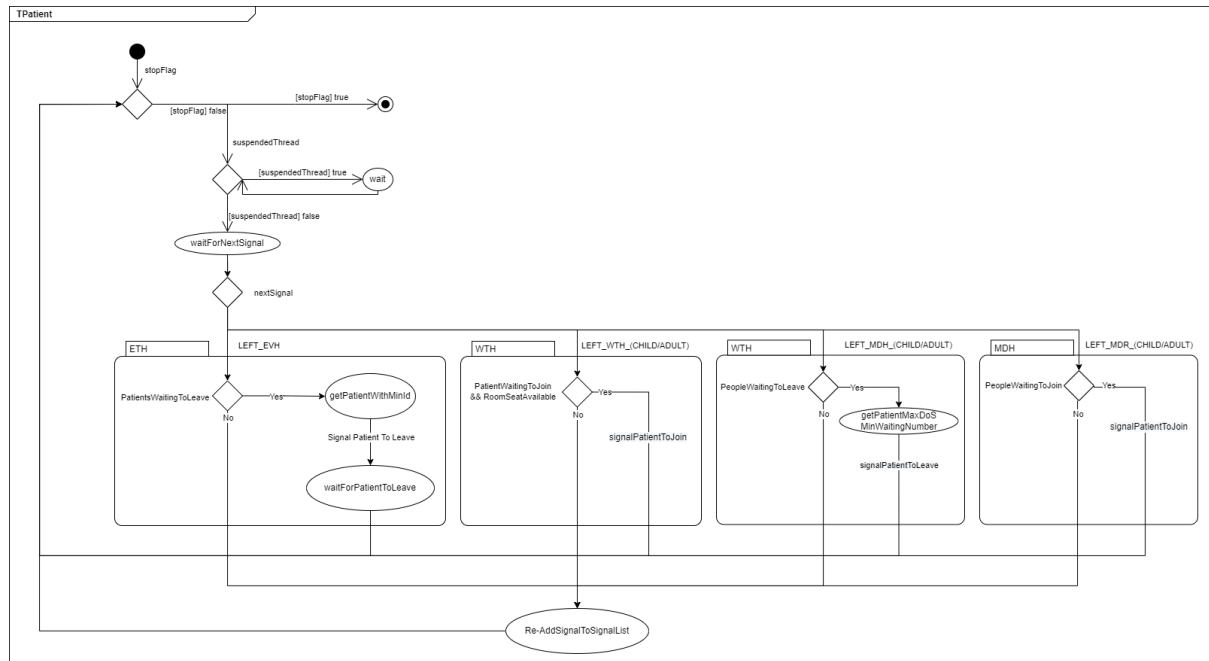 TPatient
stopFlag
[stopFlag] true
[stopFlag] false
suspendedThread
[suspendedThread] true
wait
[suspendedThread] false
waitForNextSignal
nextSignal
ETH
LEFT_EVH
PatientsWaitingToLeave
Yes
No
getPatientWithMinId
Signal Patient To Leave
waitForPatientToLeave
WTH
LEFT_WTH_(CHILD/ADULT)
PatientWaitingToJoin
&& RoomSeatAvailable
Yes
No
signalPatientToJoin
WTH
LEFT_MDH_(CHILD/ADULT)
PeopleWaitingToLeave
Yes
No
getPatientMaxDoS
MinWaitingNumber
signalPatientToLeave
MDH
LEFT_MDR_(CHILD/ADULT)
PeopleWaitingToJoin
Yes
No
signalPatientToJoin
Re-AddSignalToSignalList